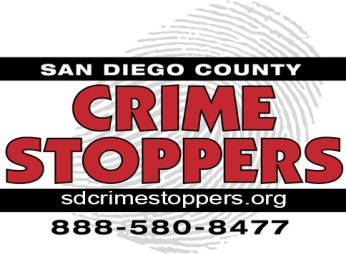 SAN DIEGO COUNTY
CRIME
STOPPERS
sdcrimestoppers.org
888-580-8477